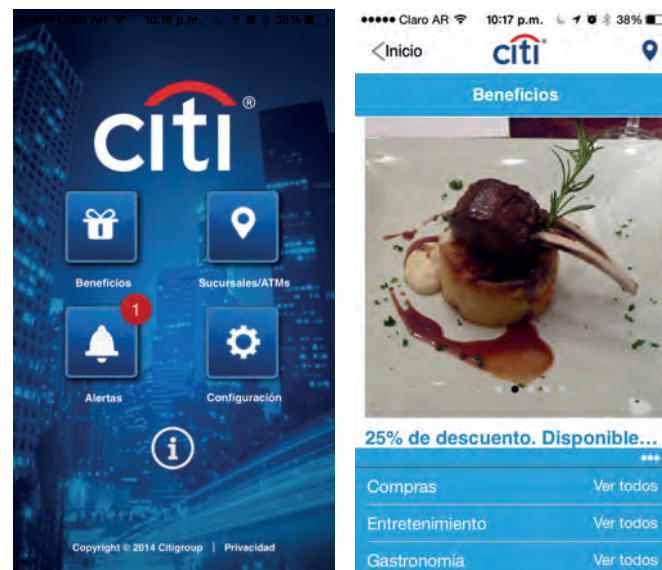 Claro AR 10:16 p.m. 38%
citi®
Beneficios
Sucursales/ATMs
1
Alertas
Configuración
i
Copyright © 2014 Citigroup | Privacidad
Claro AR 10:17 p.m. 38%
<Inicio
citi
Beneficios
25% de descuento. Disponible...
Compras Ver todos
Entretenimiento Ver todos
Gastronomía Ver todos